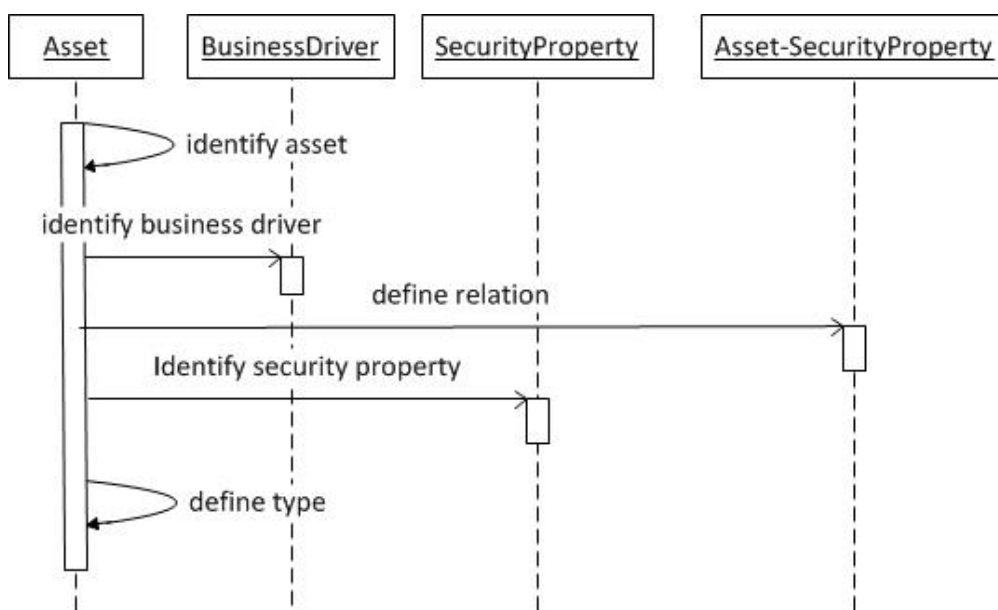 Asset
BusinessDriver
SecurityProperty
Asset-SecurityProperty
identify asset
identify business driver
define relation
Identify security property
define type